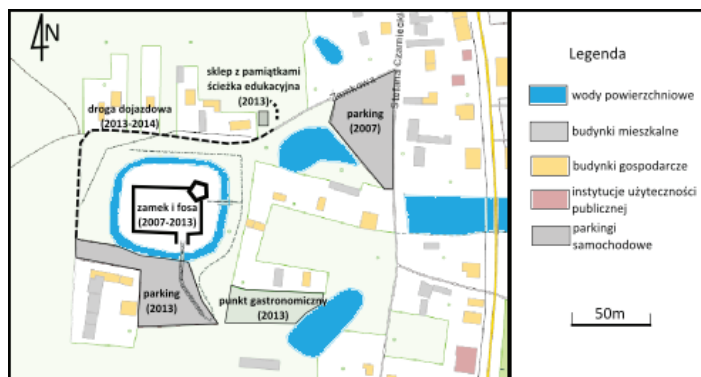 N
sklep z pamiątkami
ścieżka edukacyjna
(2013)
droga dojazdowa
(2013-2014)
Zamkowa
Stefana Czarnieckie
parking
(2007)
zamek i fosa
(2007-2013)
parking
(2013)
punkt gastronomiczny
(2013)
Legenda
wody powierzchniowe
budynki mieszkalne
budynki gospodarcze
instytucje użyteczności
publicznej
parkingi
samochodowe
50m